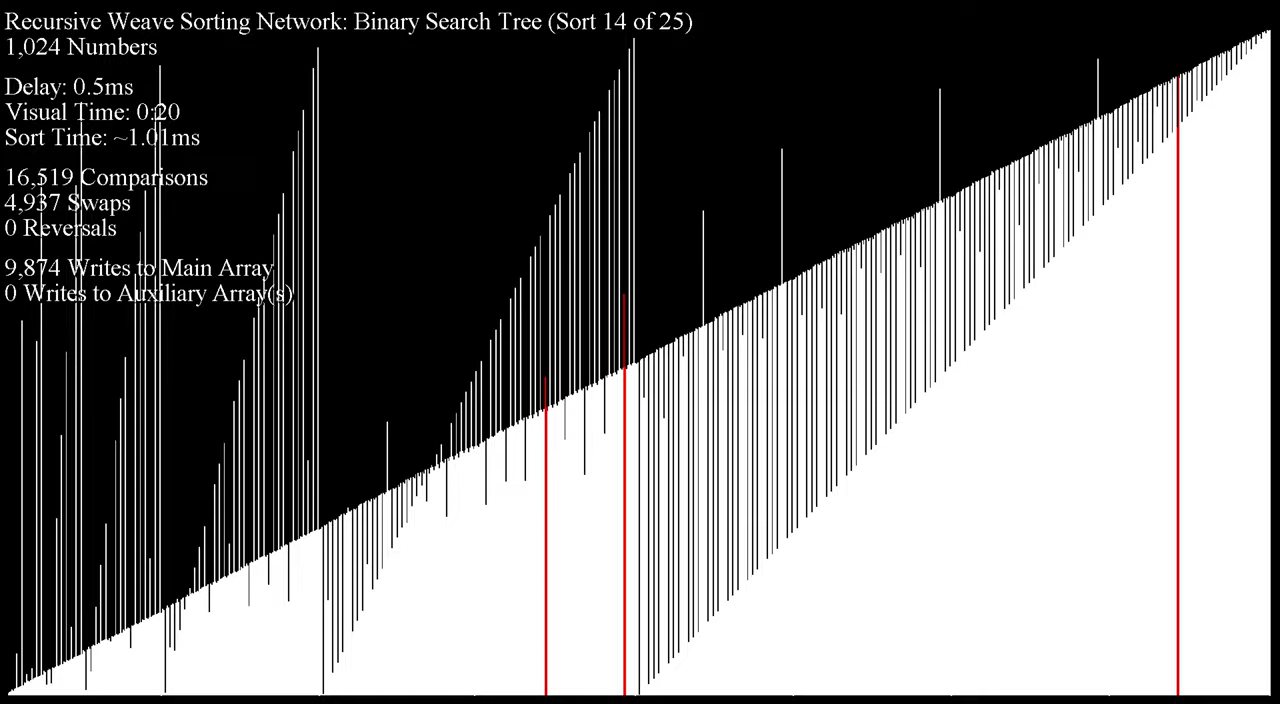 Recursive Weave Sorting Network: Binary Search Tree (Sort 14 of 25)
1,024 Numbers
Delay: 0.5ms
Visual Time: 0:20
Sort Time: ~1.01ms
16,519 Comparisons
4,937 Swaps
0 Reversals
9,874 Writes to Main Array
0 Writes to Auxiliary Array(s)